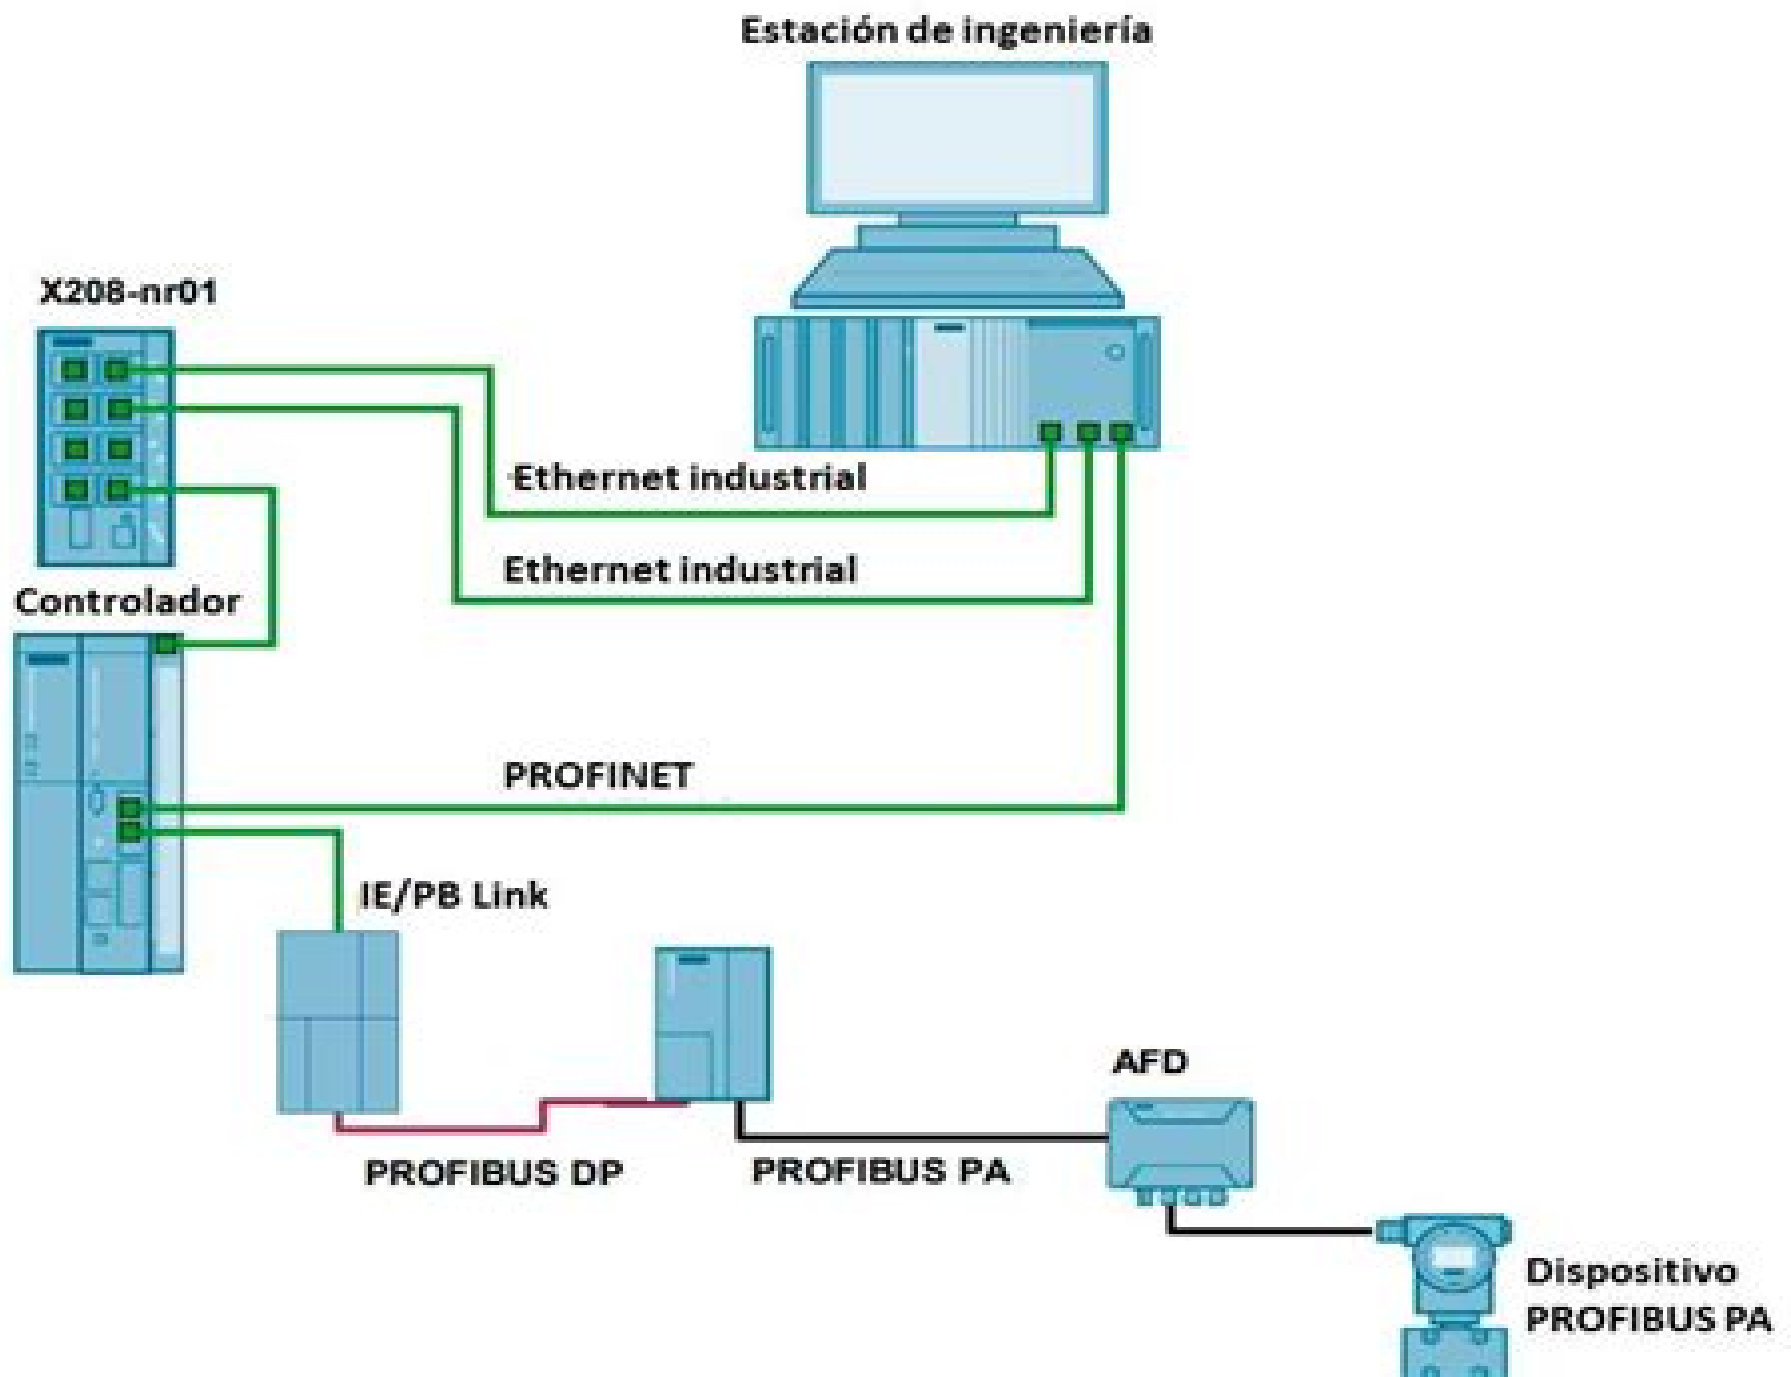 Estación de ingeniería
X208-nr01
Ethernet industrial
Ethernet industrial
Controlador
PROFINET
IE/PB Link
AFD
PROFIBUS DP
PROFIBUS PA
Dispositivo
PROFIBUS PA